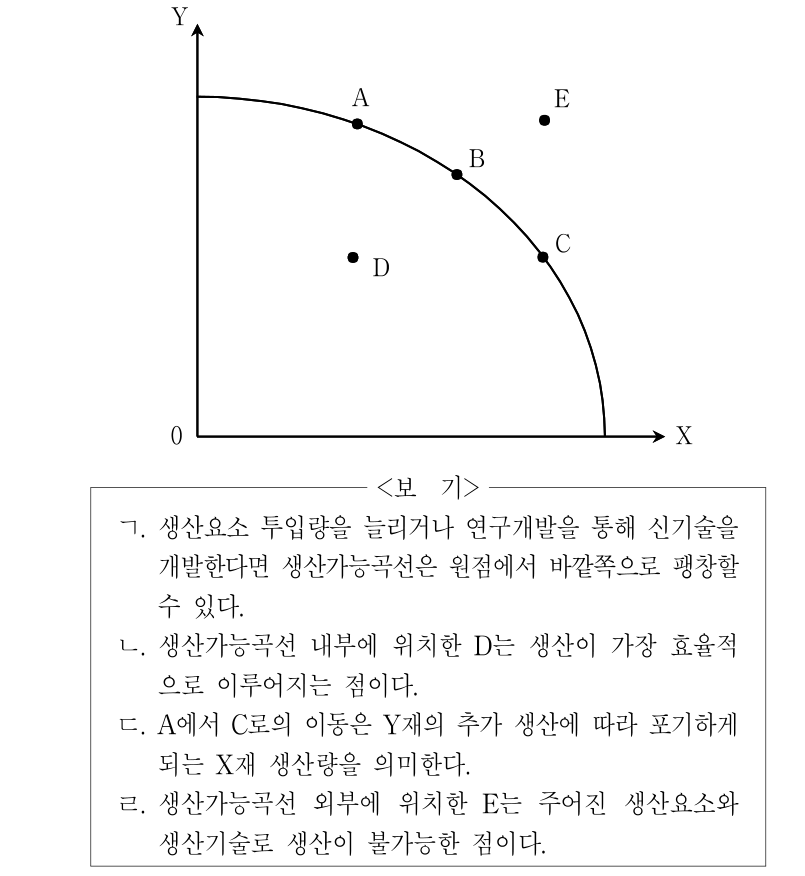 Y
A
E
B
C
D
0
X
<보 기>
ㄱ. 생산요소 투입량을 늘리거나 연구개발을 통해 신기술을
개발한다면 생산가능곡선은 원점에서 바깥쪽으로 팽창할
수 있다.
ㄴ. 생산가능곡선 내부에 위치한 D는 생산이 가장 효율적
으로 이루어지는 점이다.
ㄷ. A에서 C로의 이동은 Y재의 추가 생산에 따라 포기하게
되는 X재 생산량을 의미한다.
ㄹ. 생산가능곡선 외부에 위치한 E는 주어진 생산요소와
생산기술로 생산이 불가능한 점이다.